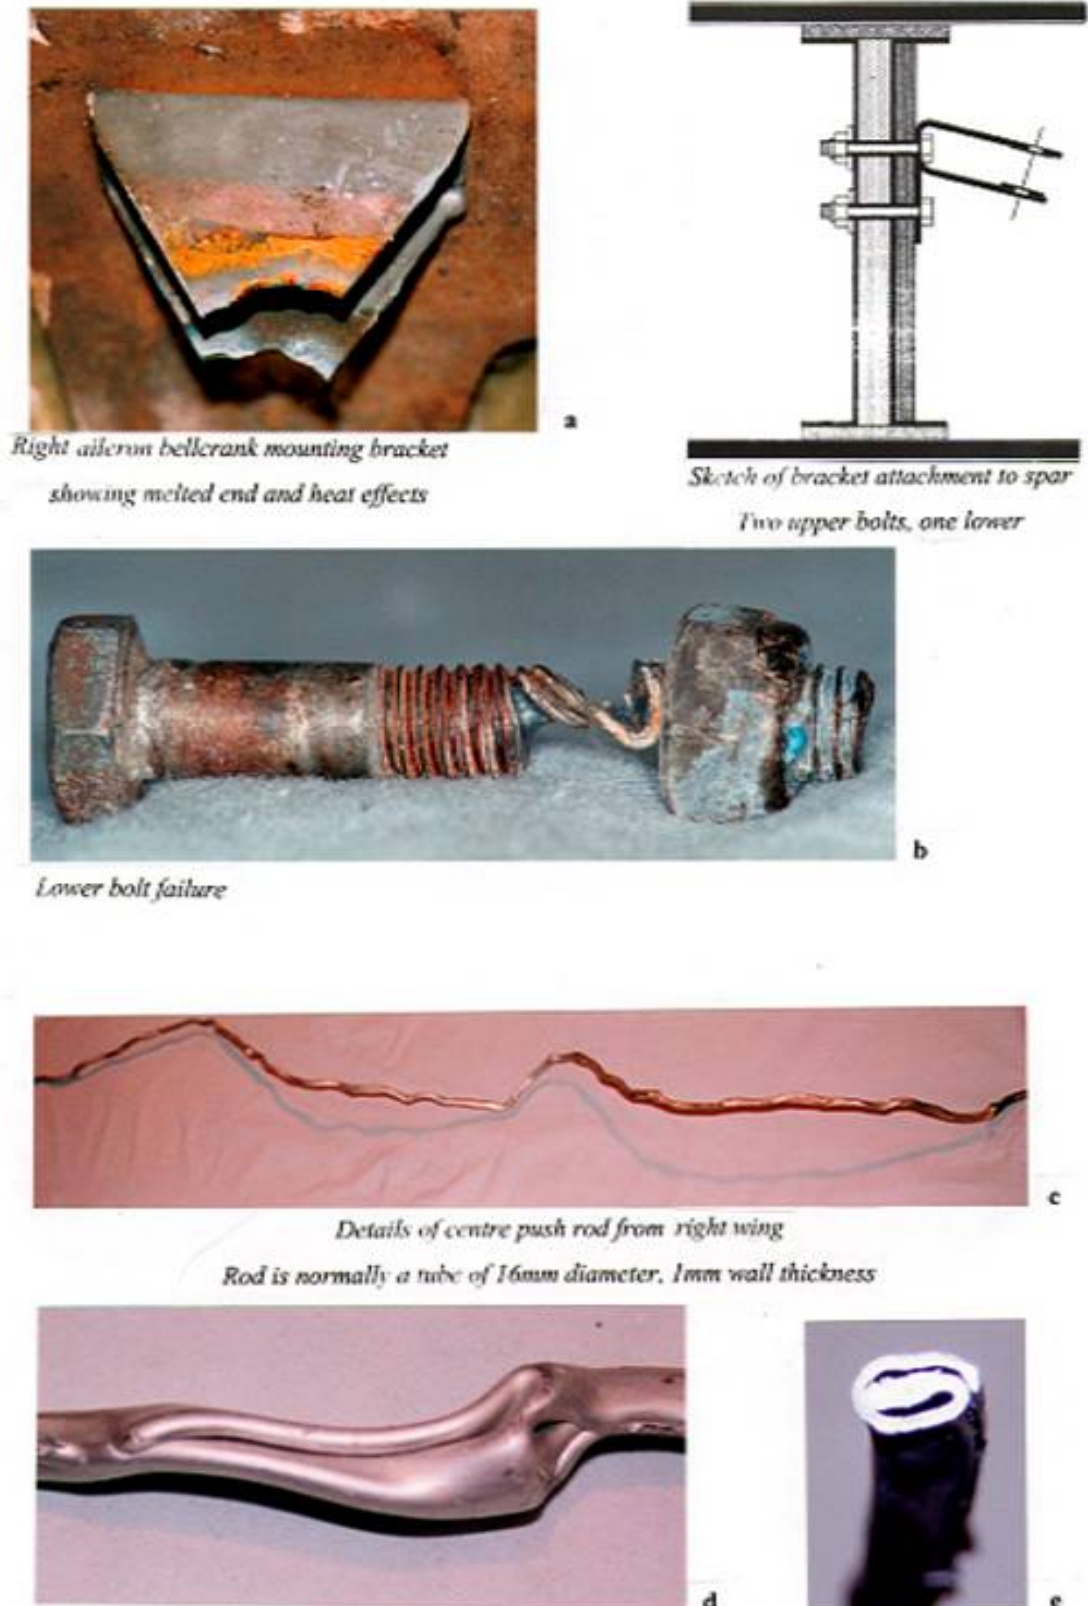 a
Right aileron bellcrank mounting bracket
showing melted end and heat effects
Sketch of bracket attachment to spar
Two upper bolts, one lower
b
Lower bolt failure
c
Details of centre push rod from right wing
Rod is normally a tube of 16mm diameter, 1mm wall thickness
d
e